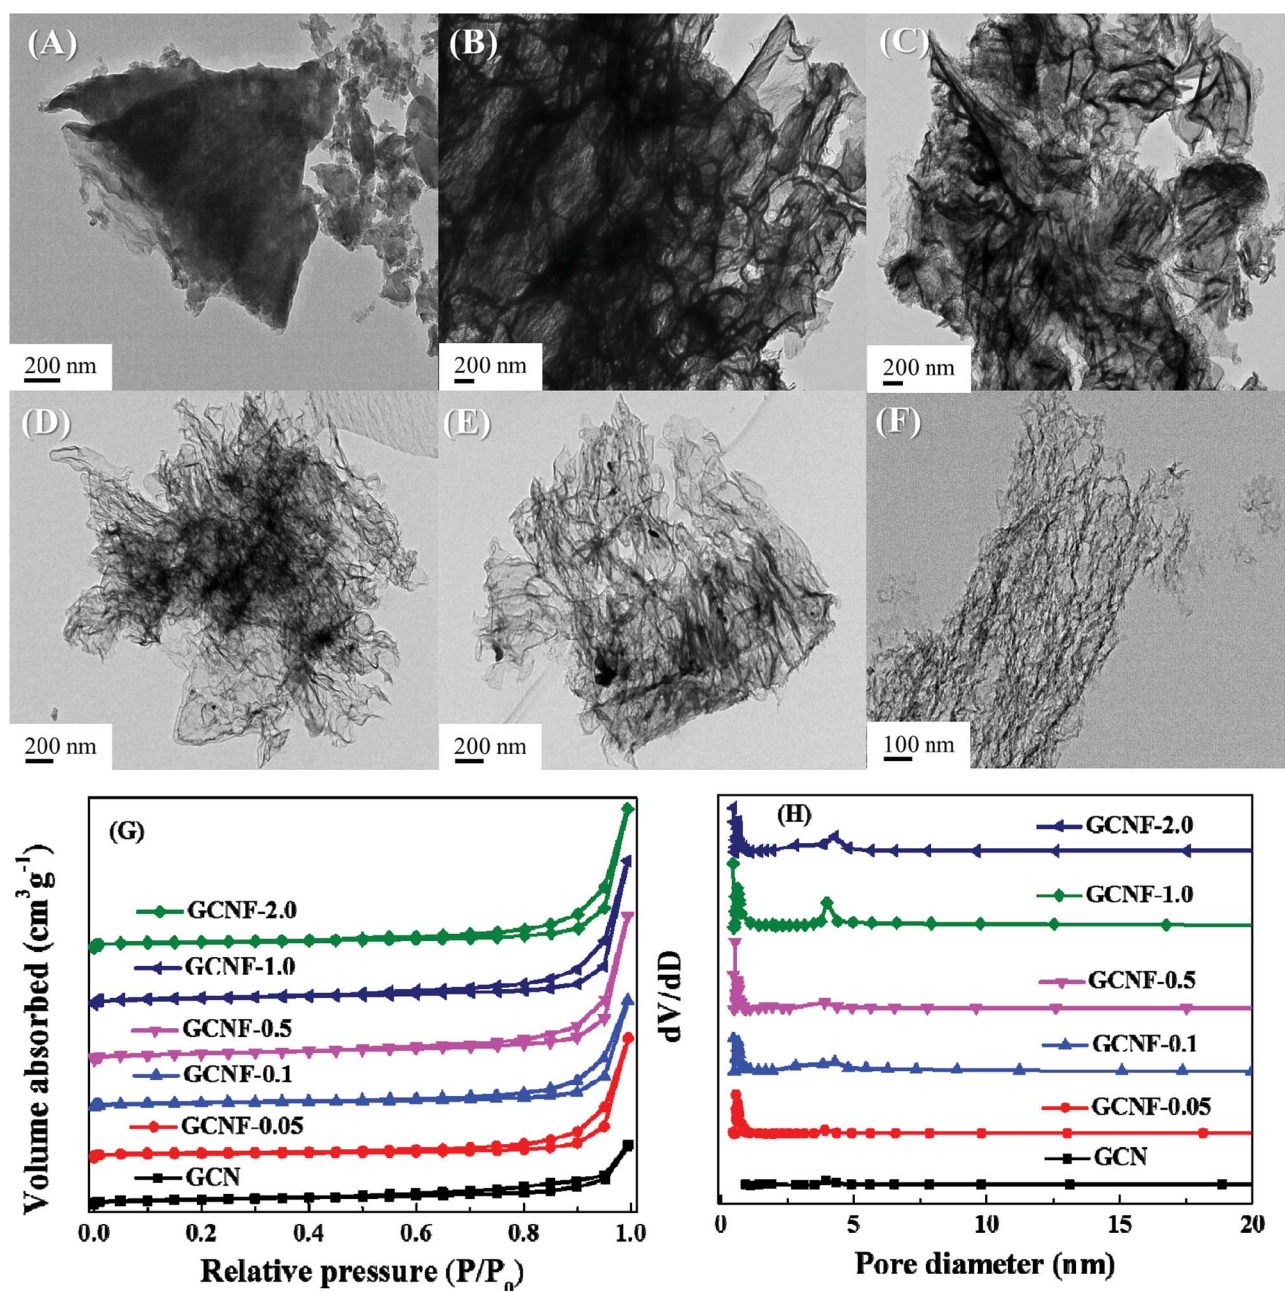 (A)
(B)
(C)
200 nm
200 nm
200 nm
(D)
(E)
(F)
200 nm
200 nm
100 nm
(G)
Volume absorbed (cm³g⁻¹)
GCNF-2.0
GCNF-1.0
GCNF-0.5
GCNF-0.1
GCNF-0.05
GCN
0.0 0.2 0.4 0.6 0.8 1.0
Relative pressure (P/P₀)
(H)
dV/dD
GCNF-2.0
GCNF-1.0
GCNF-0.5
GCNF-0.1
GCNF-0.05
GCN
0 5 10 15 20
Pore diameter (nm)